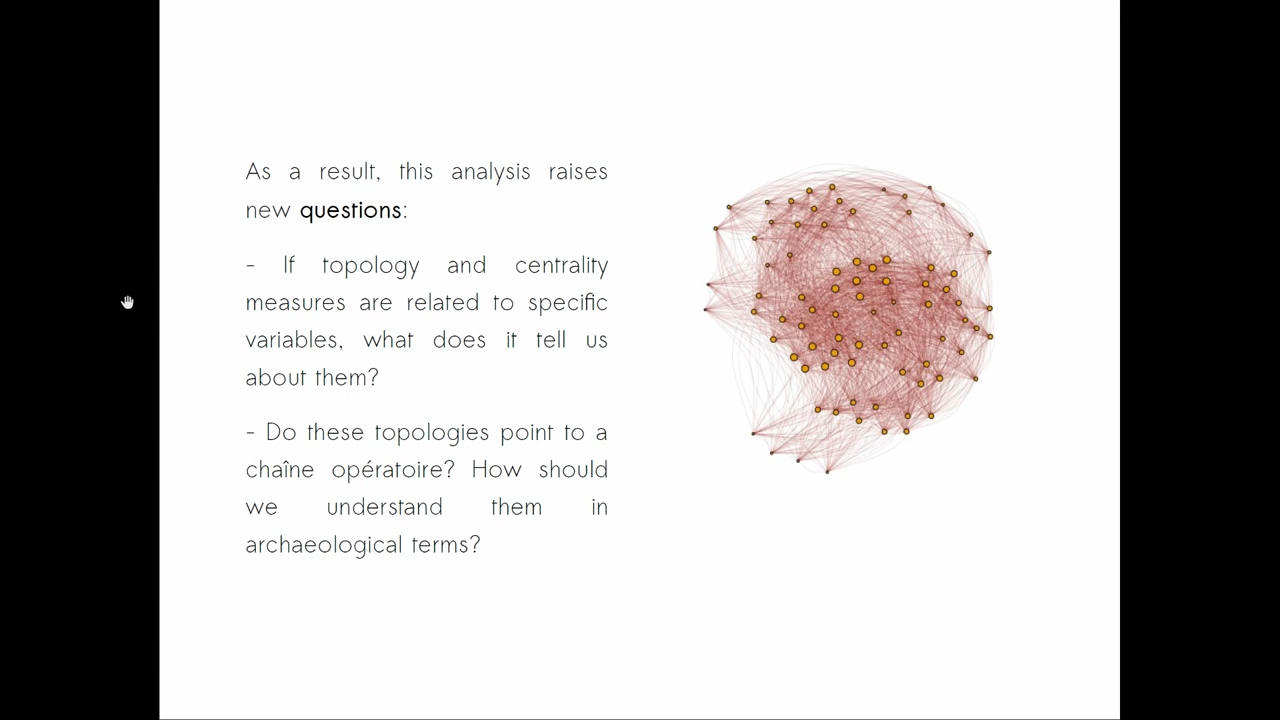 As a result, this analysis raises
new questions:
- If topology and centrality
measures are related to specific
variables, what does it tell us
about them?
- Do these topologies point to a
chaîne opératoire? How should
we understand them in
archaeological terms?